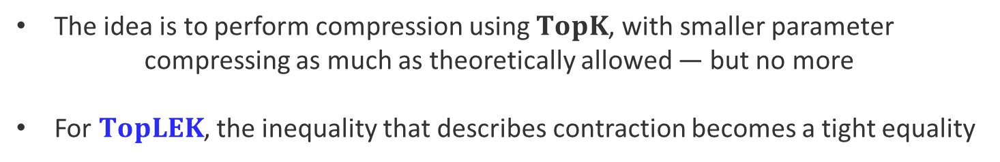 • The idea is to perform compression using TopK, with smaller parameter
compressing as much as theoretically allowed — but no more
• For TopLEK, the inequality that describes contraction becomes a tight equality